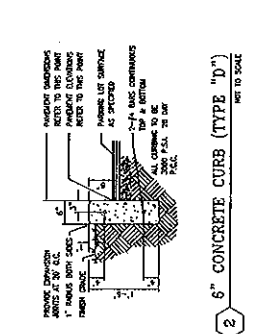 PROVIDE EXPANSION
JOINTS AT 20' O.C.
1" RADIUS BOTH SIDES
FINISH GRADE
6"
3"
PAVEMENT DIMENSIONS
REFER TO THIS POINT
PAVEMENT ELEVATIONS
REFER TO THIS POINT
PARKING LOT SURFACE
AS SPECIFIED
2-#4 BARS CONTINUOUS
TOP & BOTTOM
ALL CURBING TO BE
3000 P.S.I. 28 DAY
P.C.C.
2
6" CONCRETE CURB (TYPE "D")
NOT TO SCALE